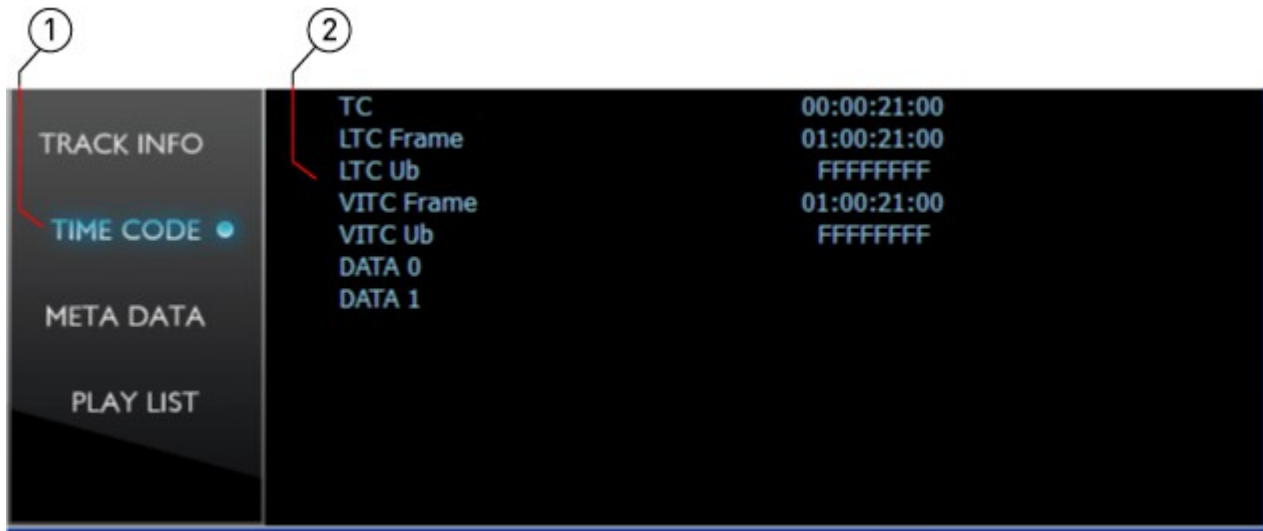 1
2
TRACK INFO
TIME CODE
META DATA
PLAY LIST
TC 00:00:21:00
LTC Frame 01:00:21:00
LTC Ub FFFFFFFF
VITC Frame 01:00:21:00
VITC Ub FFFFFFFF
DATA 0
DATA 1